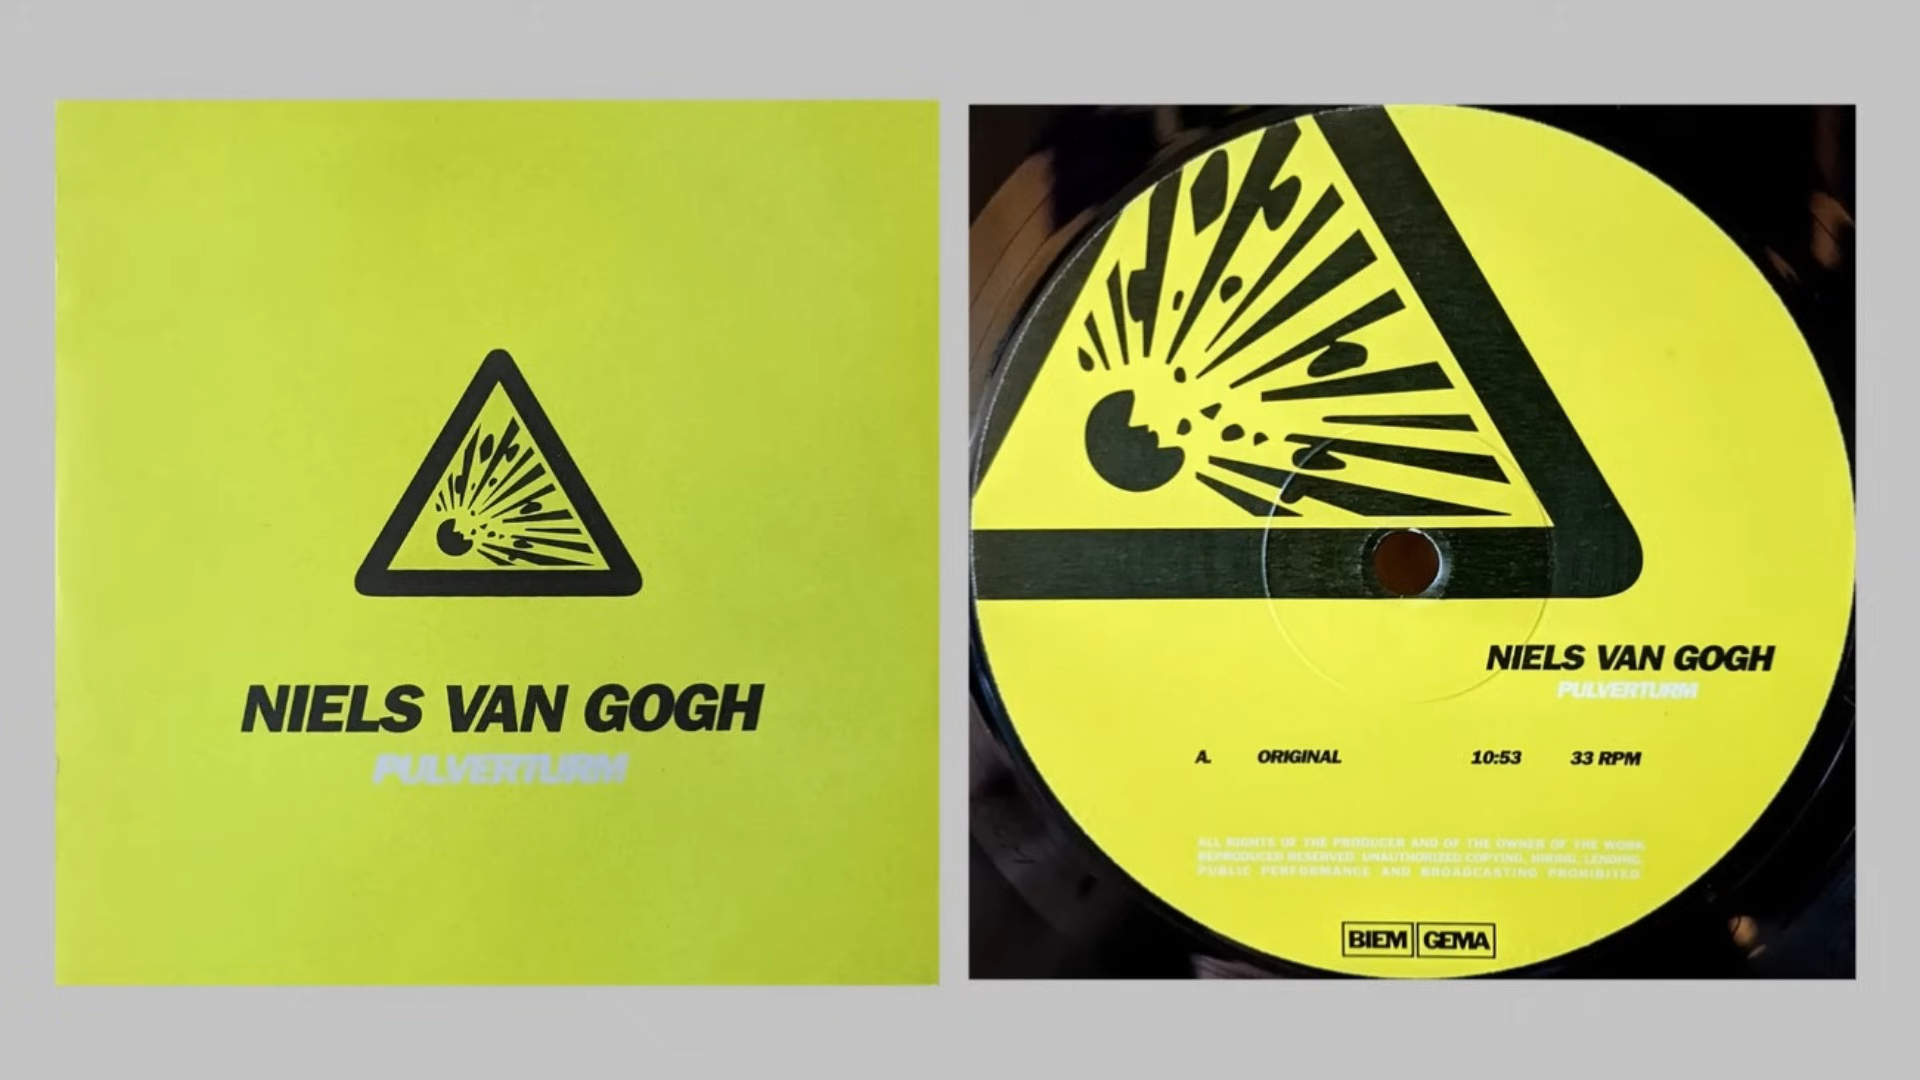 NIELS VAN GOGH
PULVERTURM
NIELS VAN GOGH
PULVERTURM
A. ORIGINAL 10:53 33 RPM
ALL RIGHTS OF THE PRODUCER AND OF THE OWNER OF THE WORK
REPRODUCED RESERVED. UNAUTHORIZED COPYING, HIRING, LENDING,
PUBLIC PERFORMANCE AND BROADCASTING PROHIBITED
BIEM GEMA